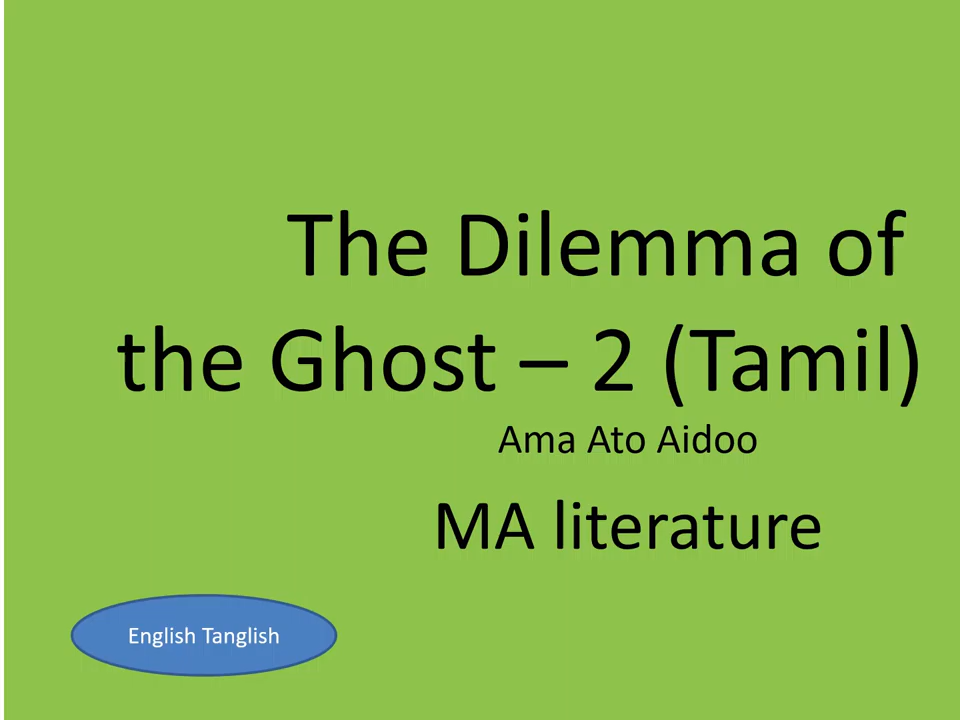 The Dilemma of
the Ghost – 2 (Tamil)
Ama Ato Aidoo
MA literature
English Tanglish